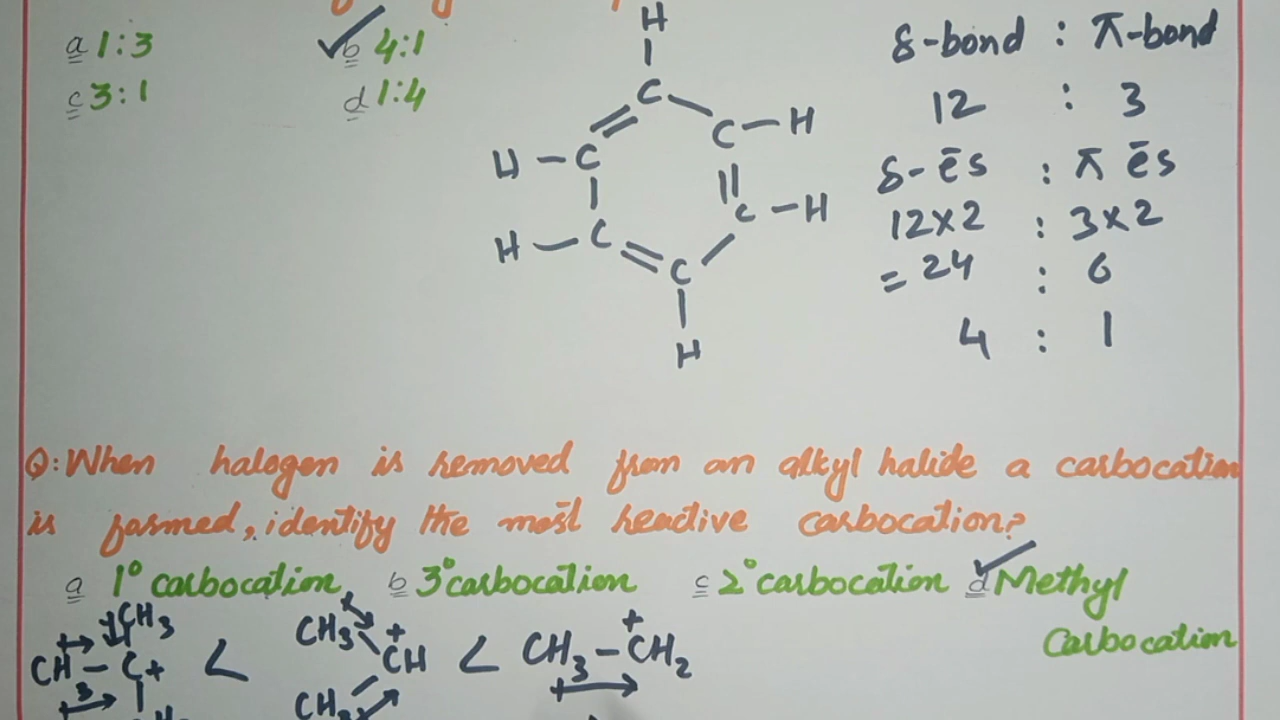 a 1:3
b 4:1
c 3:1
d 1:4
H
C
C – H
H – C
C – H
H – C
C
H
δ-bond : π-bond
12 : 3
δ-ēs : π ēs
12×2 : 3×2
= 24 : 6
4 : 1
Q: When halogen is removed from an alkyl halide a carbocation
is formed, identify the most reactive carbocation?
a 1° carbocation b 3° carbocation c 2° carbocation d Methyl
Carbocation
CH3
CH3 – C+ < CH3 CH+ < CH3 – CH2+
CH3